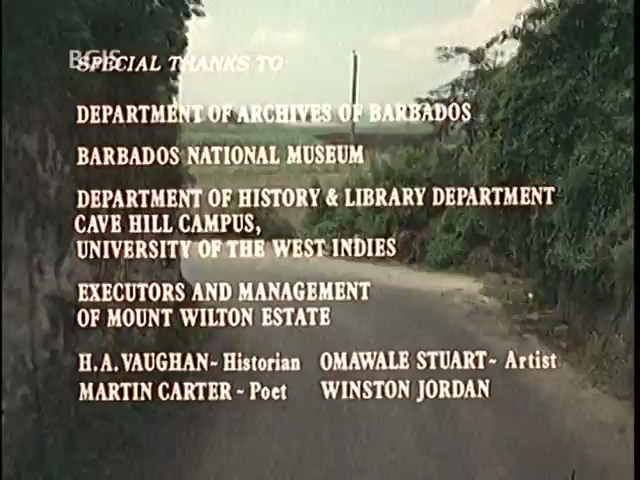 BGIS
SPECIAL THANKS TO
DEPARTMENT OF ARCHIVES OF BARBADOS
BARBADOS NATIONAL MUSEUM
DEPARTMENT OF HISTORY & LIBRARY DEPARTMENT
CAVE HILL CAMPUS,
UNIVERSITY OF THE WEST INDIES
EXECUTORS AND MANAGEMENT
OF MOUNT WILTON ESTATE
H.A. VAUGHAN~ Historian OMAWALE STUART~ Artist
MARTIN CARTER ~ Poet WINSTON JORDAN